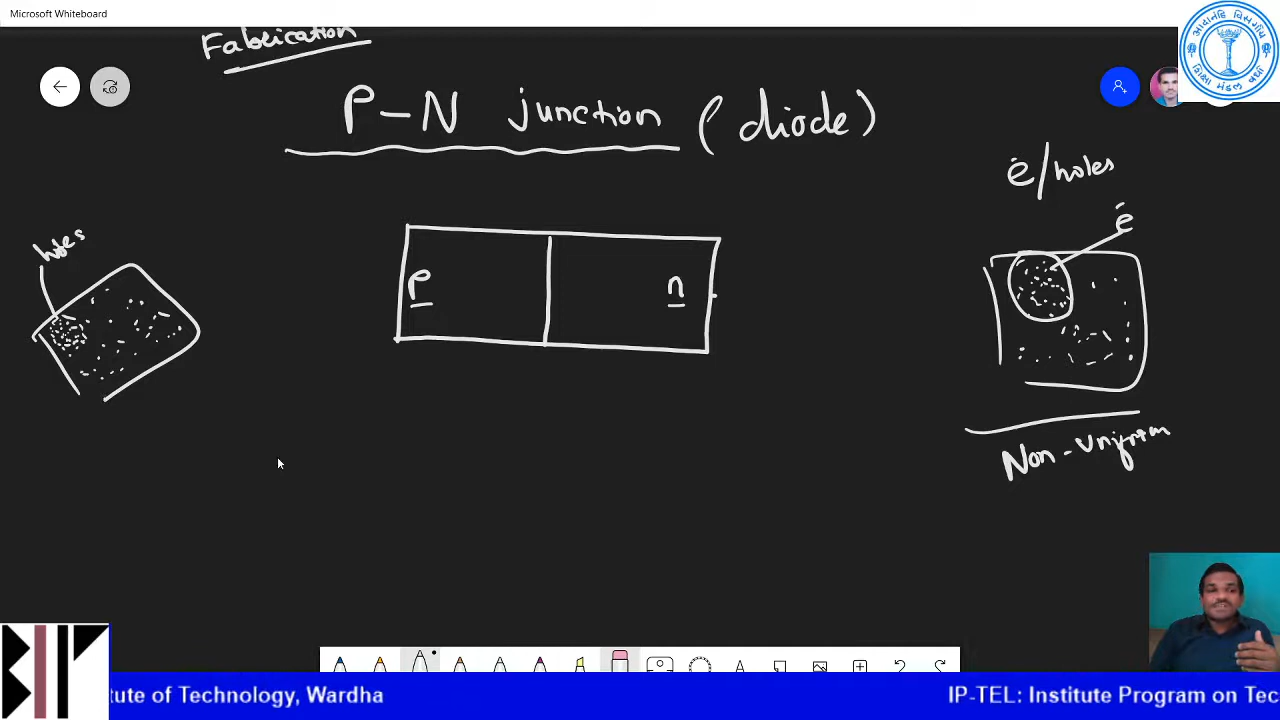 Microsoft Whiteboard
Fabrication
P-N junction (diode)
ē/holes
ē
holes
P
n
Non-Uniform
tute of Technology, Wardha
IP-TEL: Institute Program on Tec